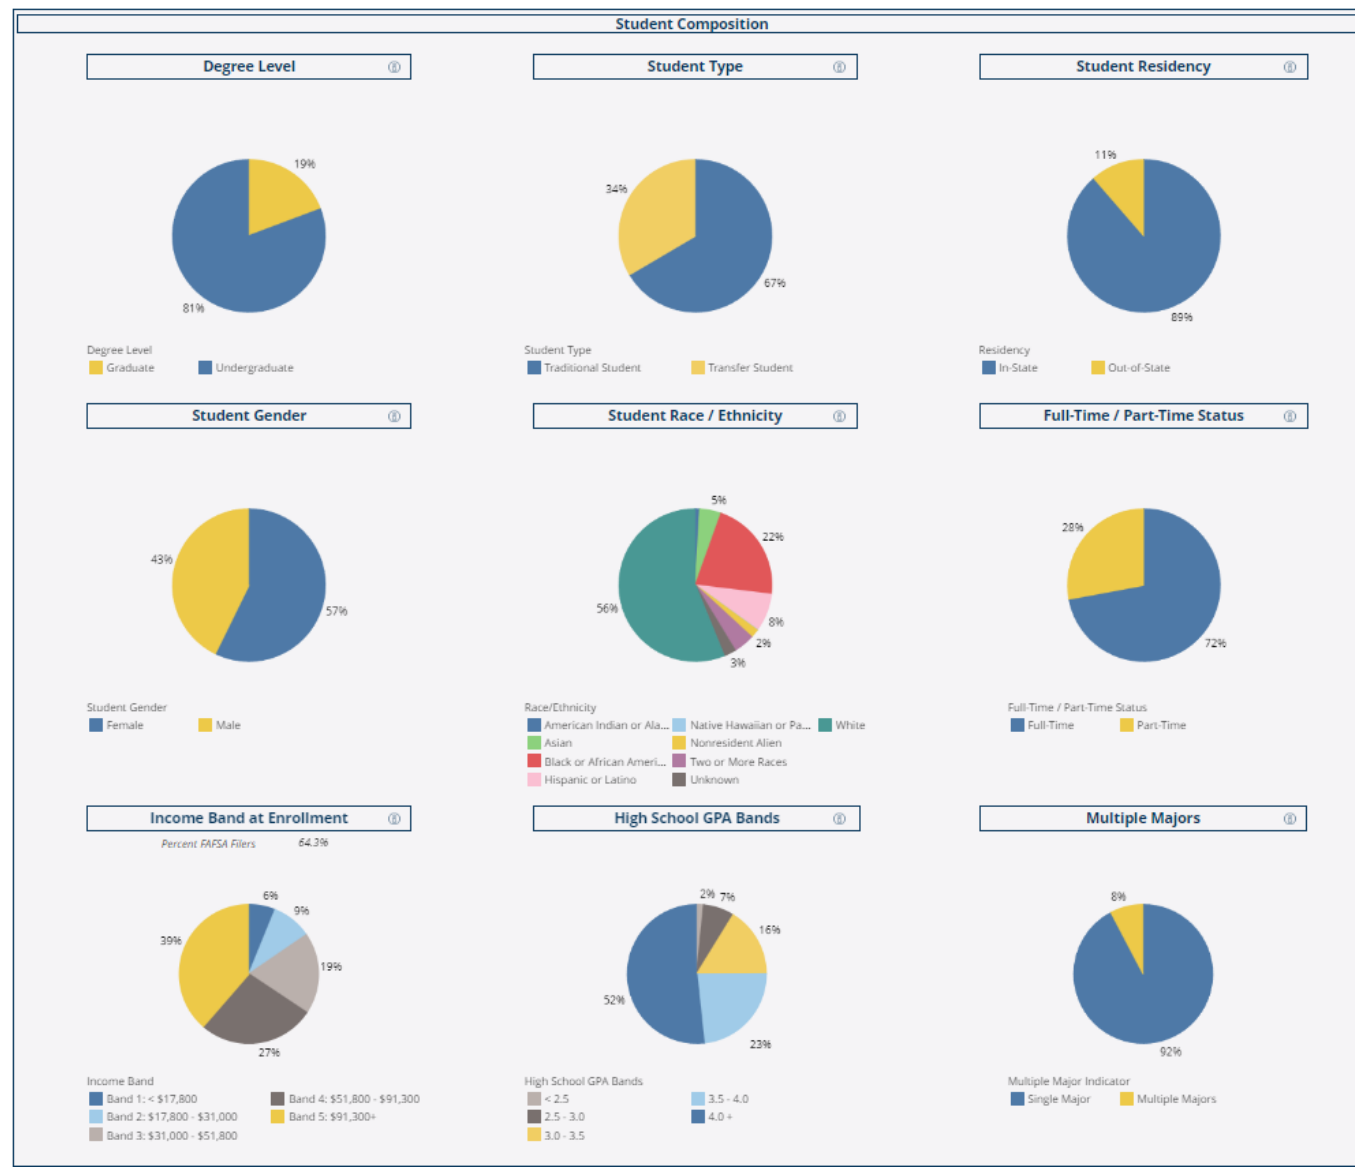 Student Composition
Degree Level
Student Type
Student Residency
19%
81%
34%
67%
11%
89%
Degree Level
Graduate Undergraduate
Student Type
Traditional Student Transfer Student
Residency
In-State Out-of-State
Student Gender
Student Race / Ethnicity
Full-Time / Part-Time Status
43%
57%
5%
22%
56%
8%
2%
3%
28%
72%
Student Gender
Female Male
Race/Ethnicity
American Indian or Ala... Native Hawaiian or Pa... White
Asian Nonresident Alien
Black or African Ameri... Two or More Races
Hispanic or Latino Unknown
Full-Time / Part-Time Status
Full-Time Part-Time
Income Band at Enrollment
High School GPA Bands
Multiple Majors
Percent FAFSA Filers 64.3%
6%
9%
39%
19%
27%
2% 7%
16%
52%
23%
8%
92%
Income Band
Band 1: < $17,800 Band 4: $51,800 - $91,300
Band 2: $17,800 - $31,000 Band 5: $91,300+
Band 3: $31,000 - $51,800
High School GPA Bands
< 2.5 3.5 - 4.0
2.5 - 3.0 4.0 +
3.0 - 3.5
Multiple Major Indicator
Single Major Multiple Majors